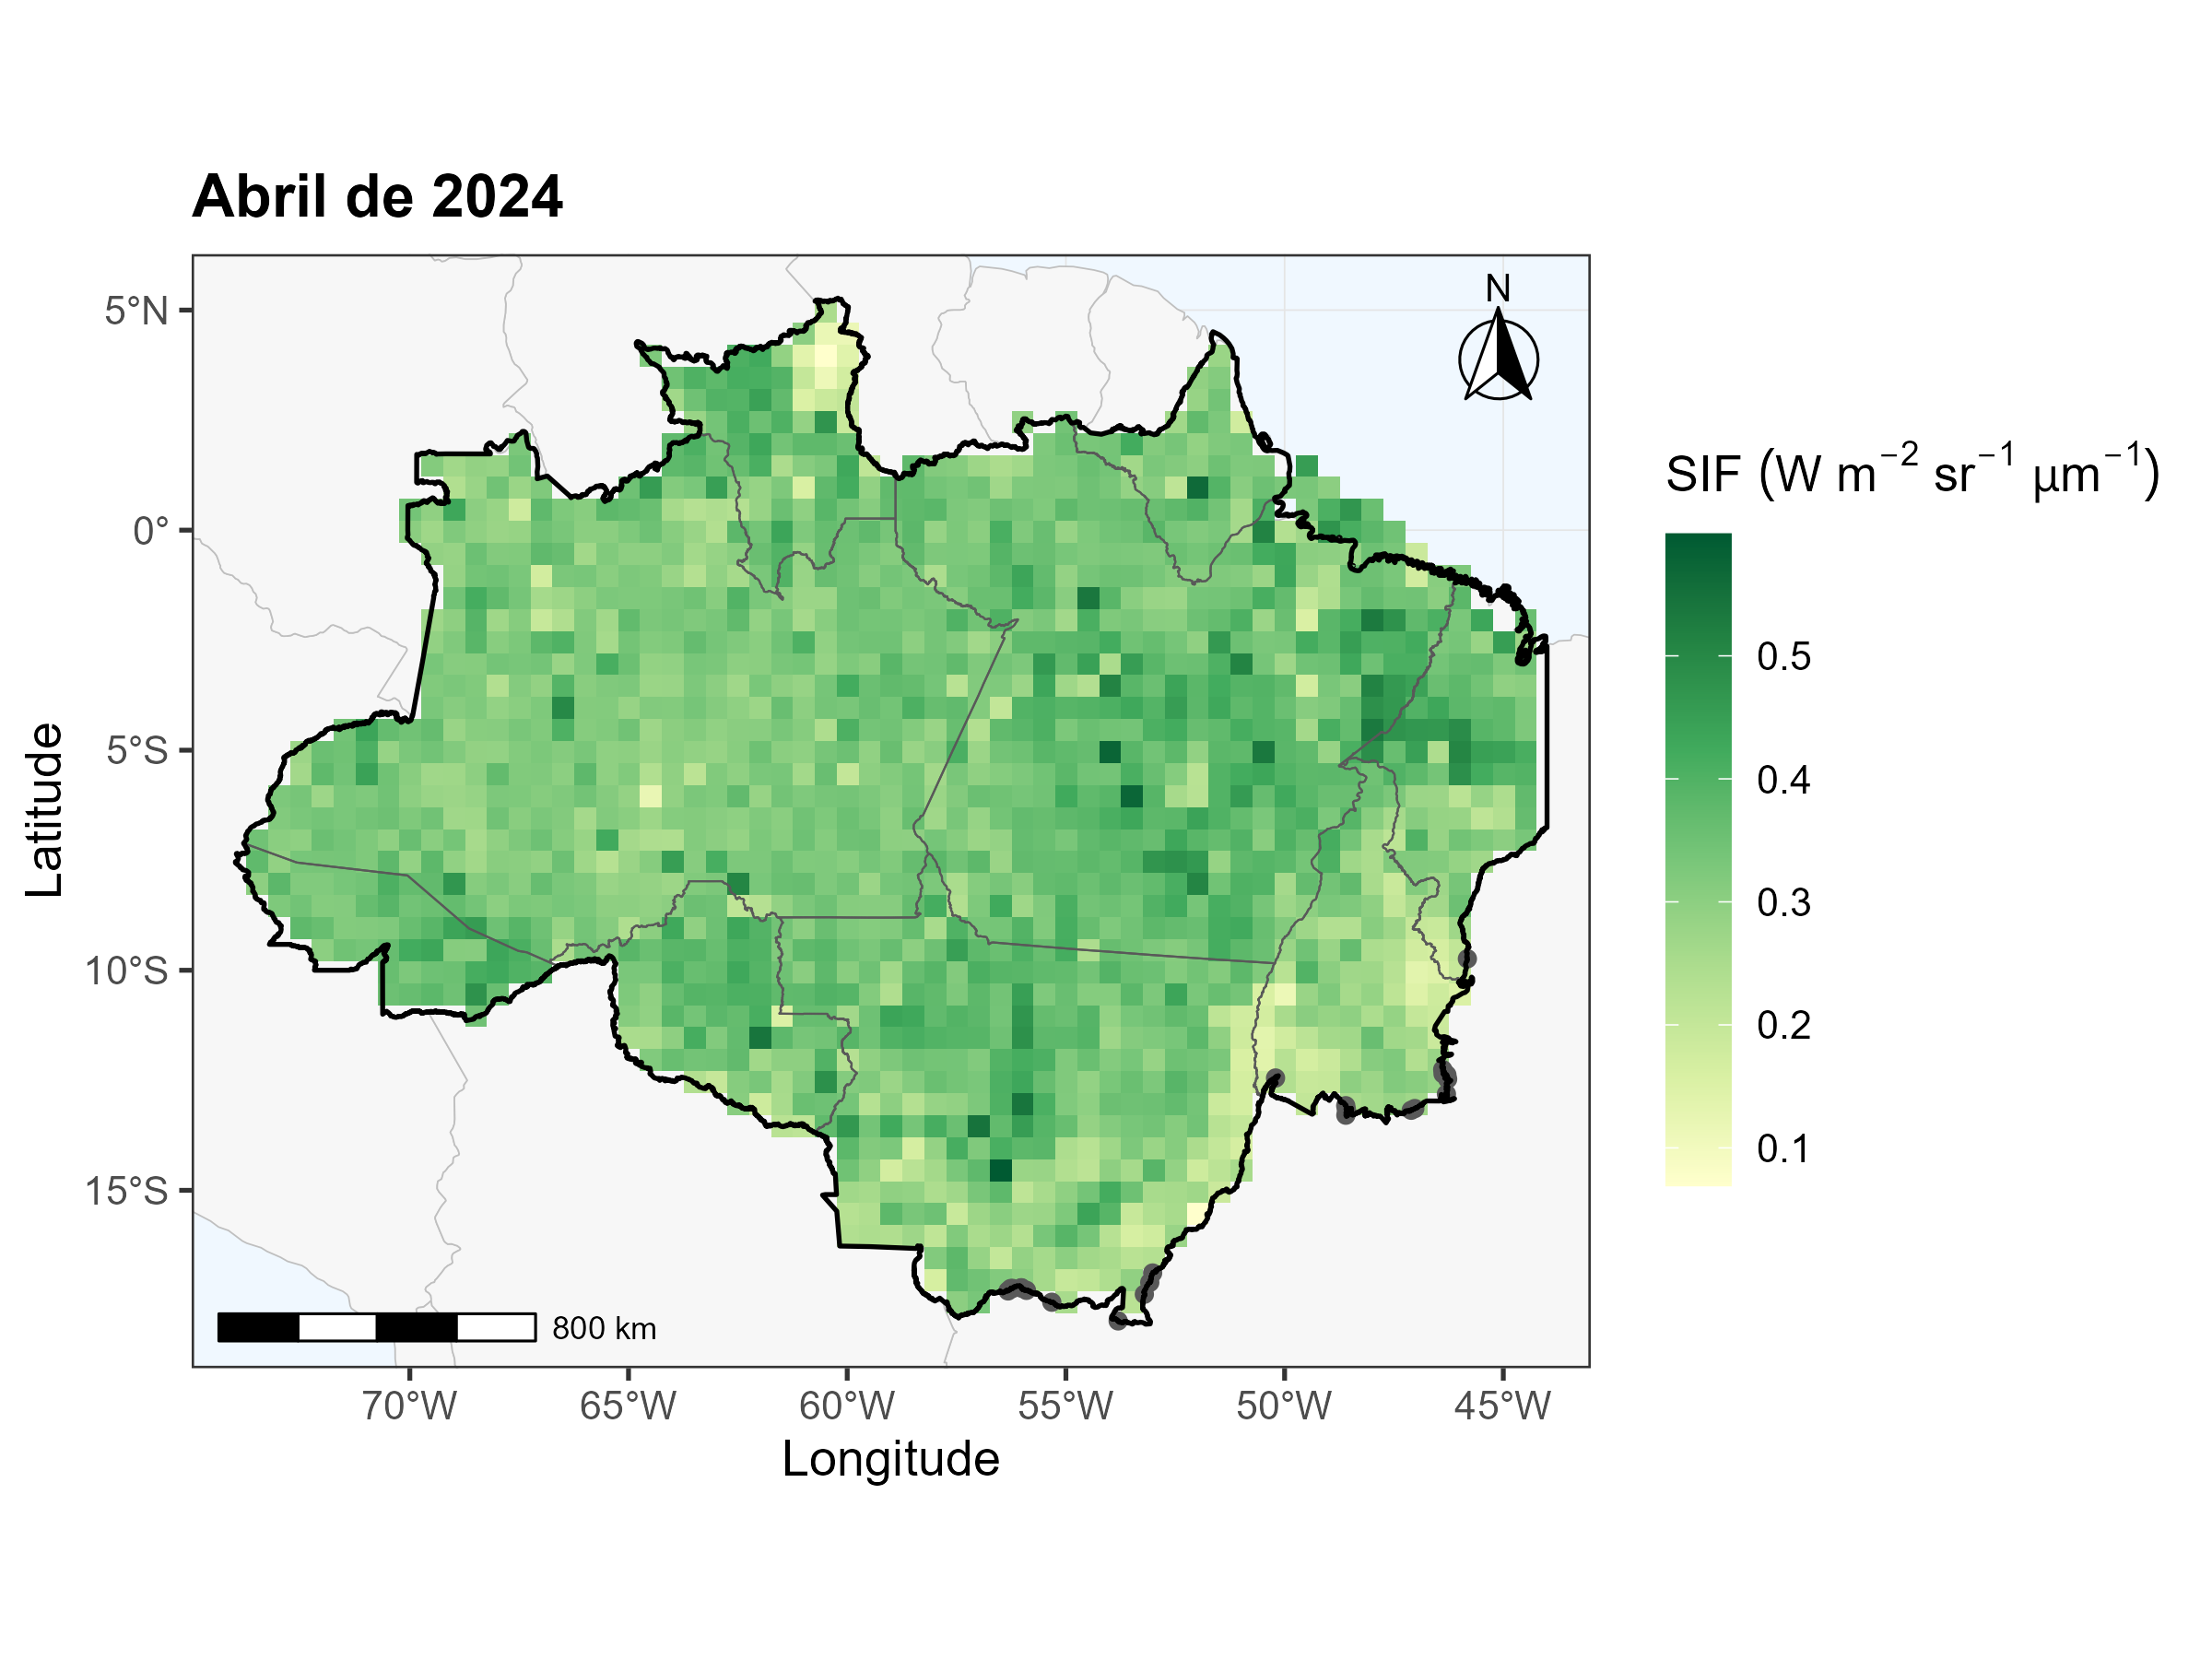 Abril de 2024
N
5°N
0°
5°S
10°S
15°S
Latitude
800 km
70°W 65°W 60°W 55°W 50°W 45°W
Longitude
SIF (W m⁻² sr⁻¹ μm⁻¹)
0.5
0.4
0.3
0.2
0.1